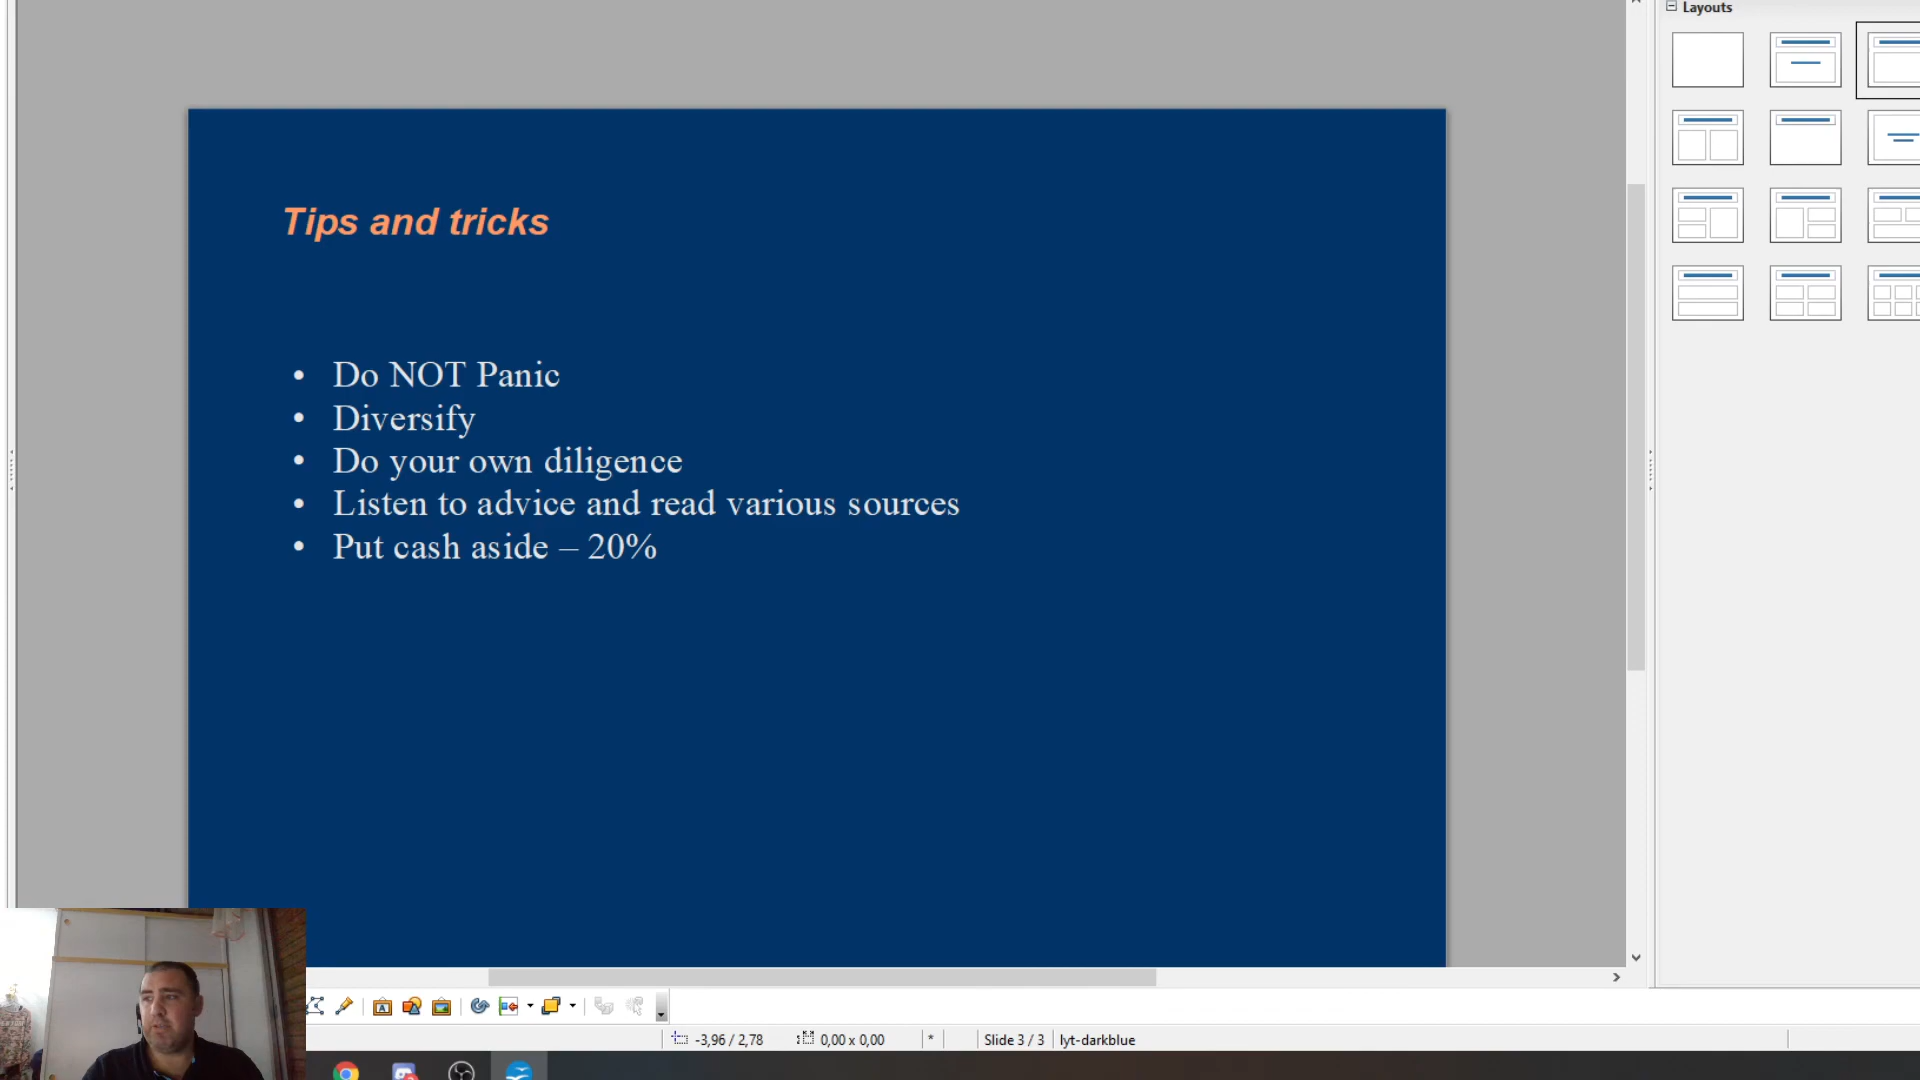 Layouts
Tips and tricks
• Do NOT Panic
• Diversify
• Do your own diligence
• Listen to advice and read various sources
• Put cash aside – 20%
-3,96 / 2,78
0,00 x 0,00
*
Slide 3 / 3
lyt-darkblue